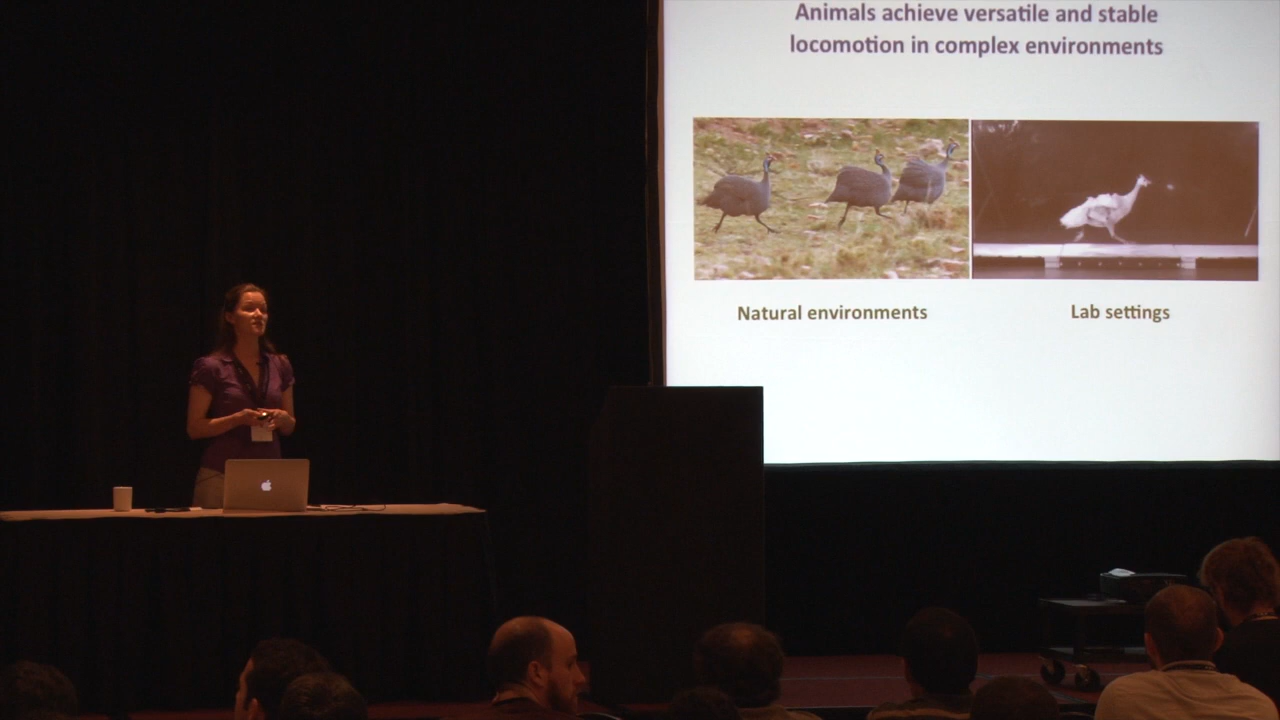 Animals achieve versatile and stable
locomotion in complex environments
Natural environments
Lab settings